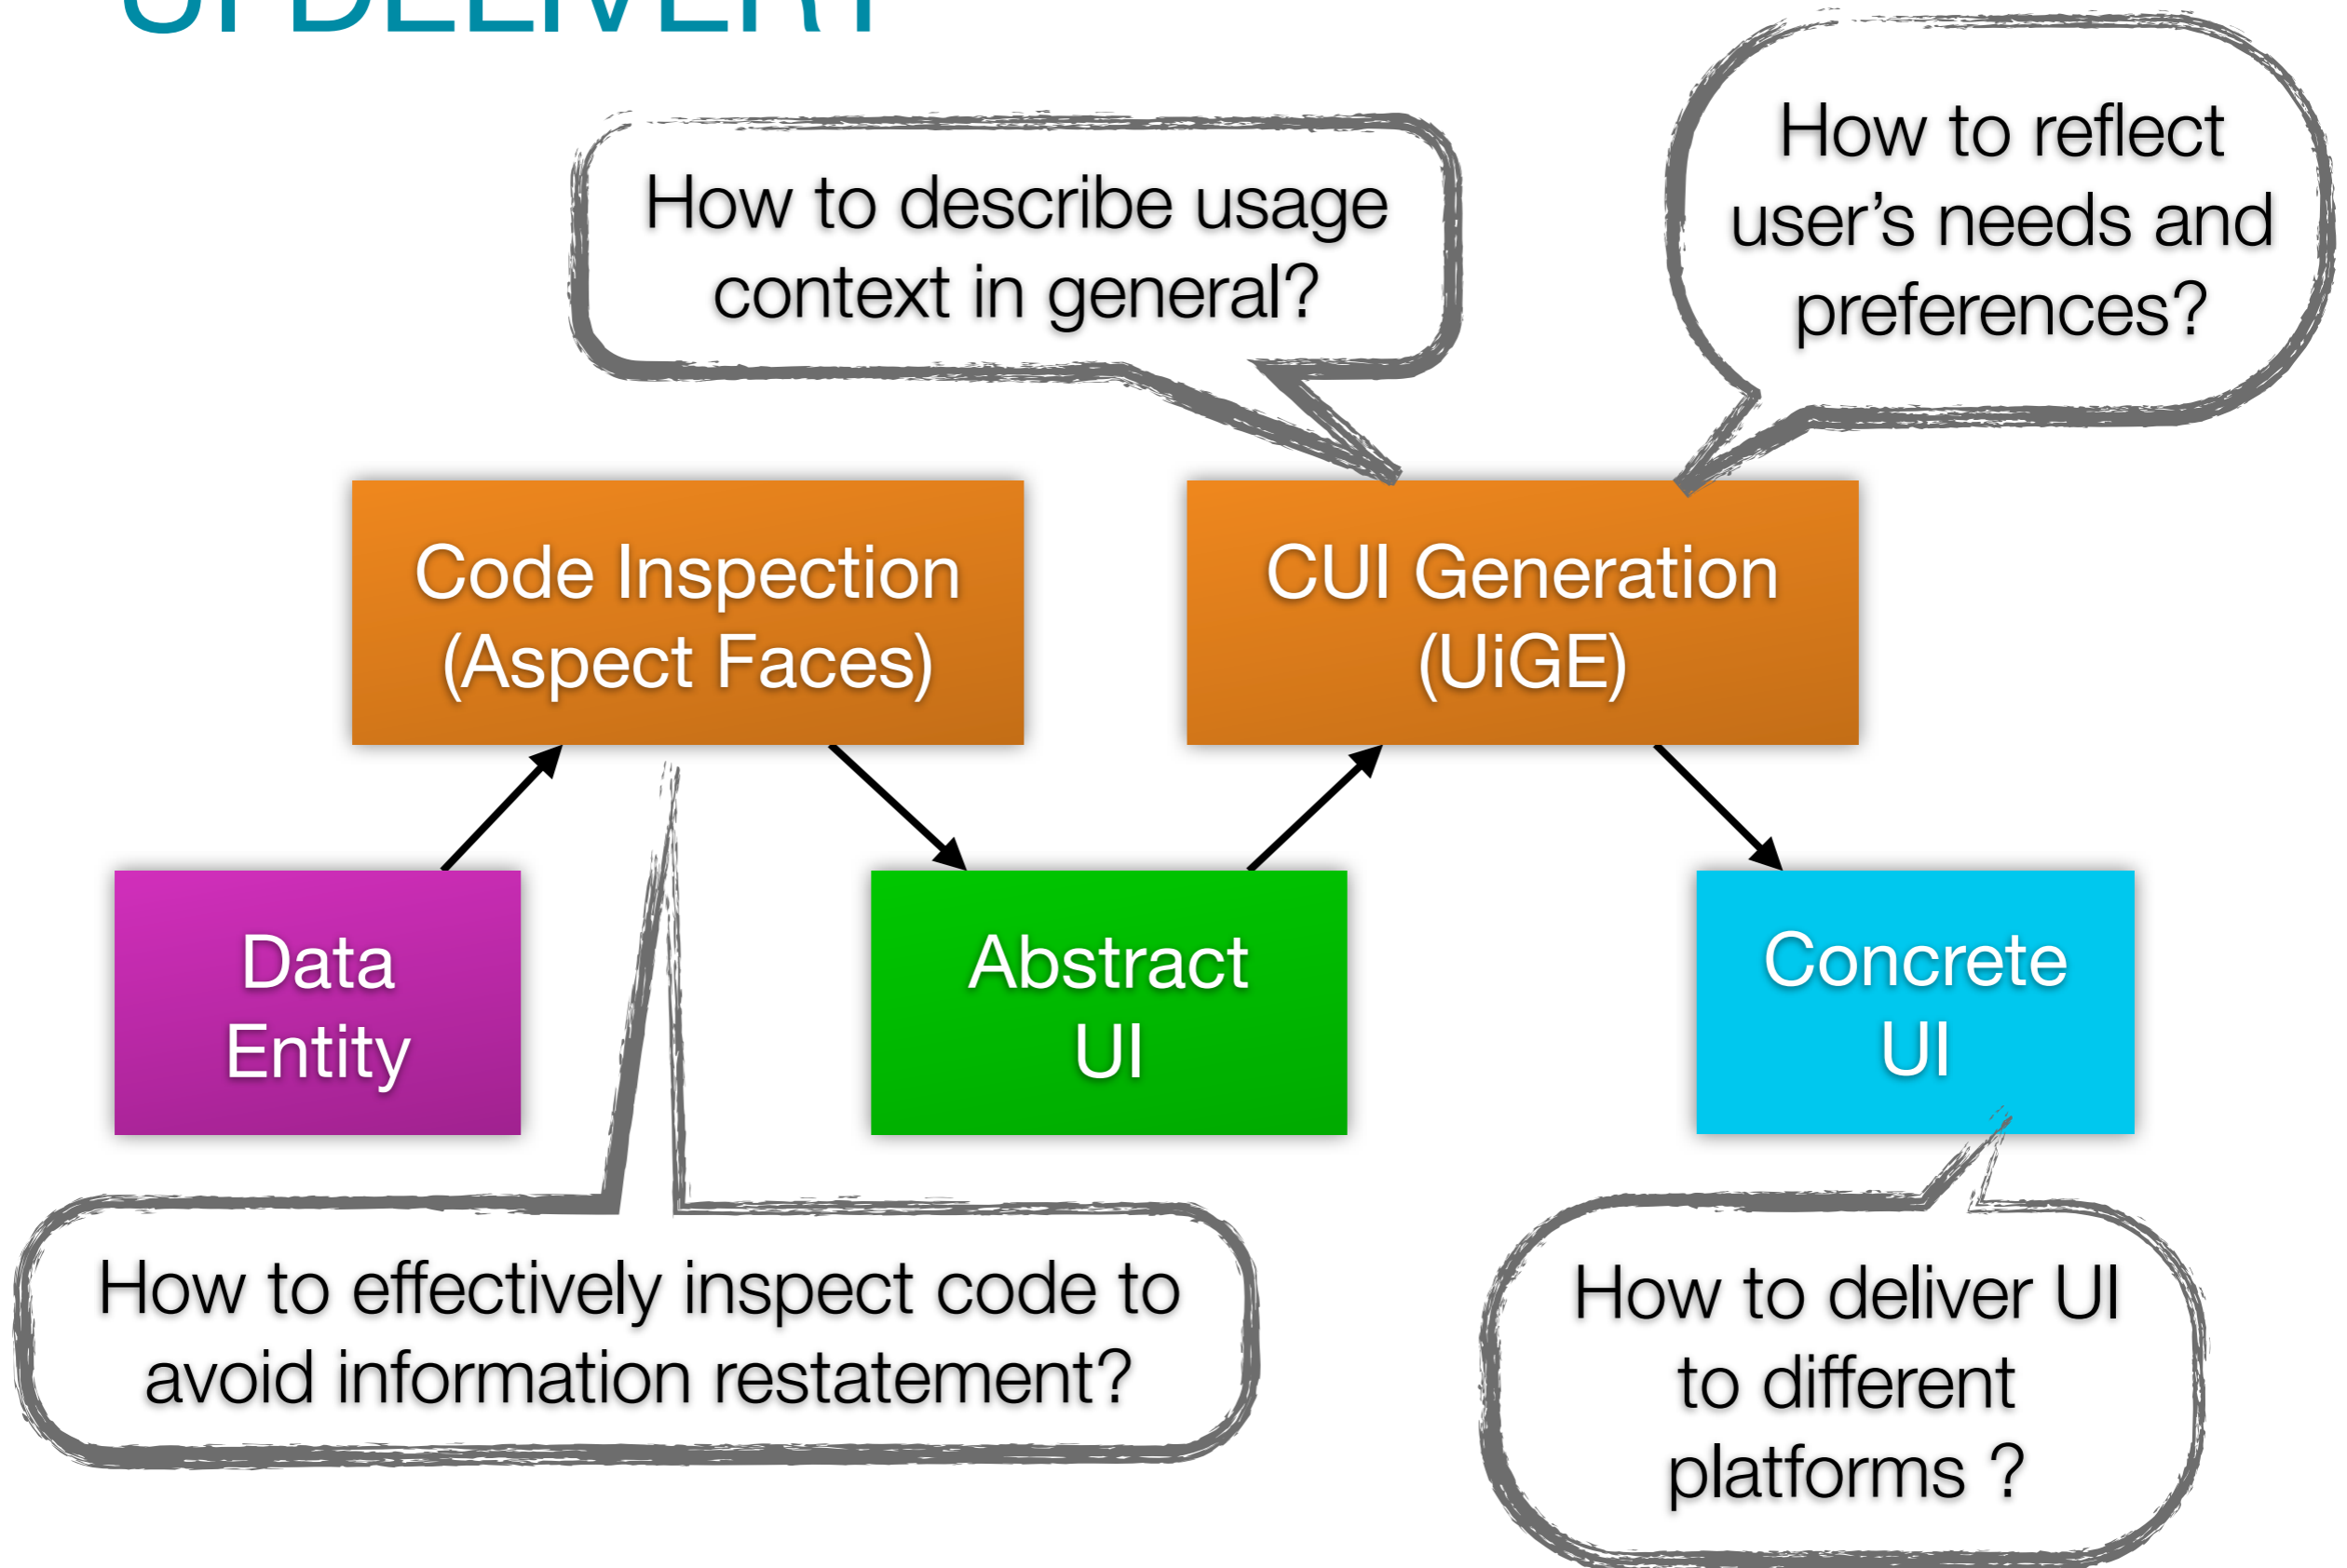 UI DELIVERY
How to describe usage
context in general?
How to reflect
user’s needs and
preferences?
Code Inspection
(Aspect Faces)
CUI Generation
(UiGE)
Data
Entity
Abstract
UI
Concrete
UI
How to effectively inspect code to
avoid information restatement?
How to deliver UI
to different
platforms ?